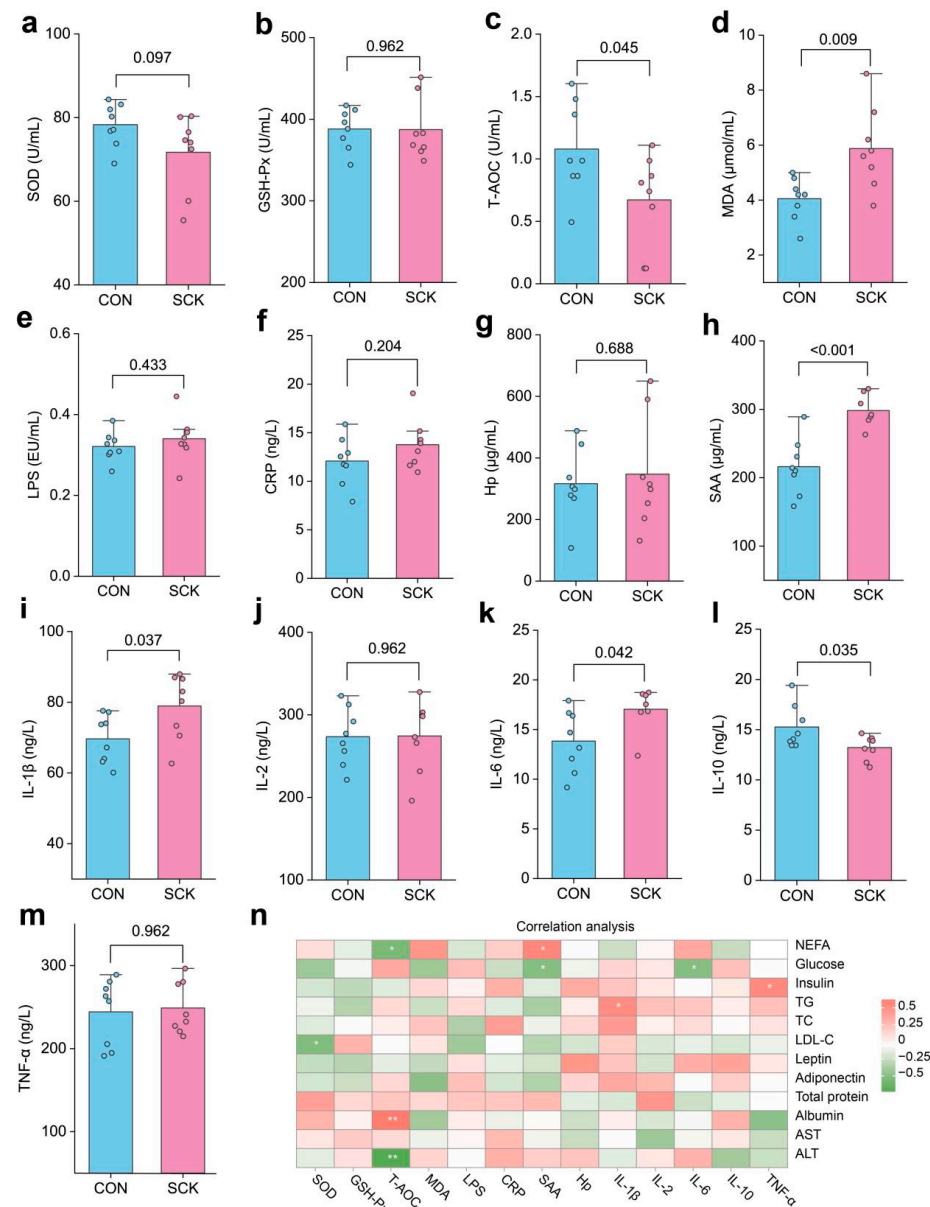 a
0.097
SOD (U/mL)
100
80
60
40
CON SCK
b
0.962
GSH-Px (U/mL)
500
400
300
200
CON SCK
c
0.045
T-AOC (U/mL)
2.0
1.5
1.0
0.5
0.0
CON SCK
d
0.009
MDA (μmol/mL)
10
8
6
4
2
CON SCK
e
0.433
LPS (EU/mL)
0.6
0.4
0.2
0.0
CON SCK
f
0.204
CRP (ng/L)
25
20
15
10
5
0
CON SCK
g
0.688
Hp (μg/mL)
800
600
400
200
0
CON SCK
h
<0.001
SAA (μg/mL)
400
300
200
100
CON SCK
i
0.037
IL-1β (ng/L)
100
80
60
40
CON SCK
j
0.962
IL-2 (ng/L)
400
300
200
100
CON SCK
k
0.042
IL-6 (ng/L)
25
20
15
10
5
0
CON SCK
l
0.035
IL-10 (ng/L)
25
20
15
10
5
0
CON SCK
m
0.962
TNF-α (ng/L)
300
200
100
CON SCK
n
Correlation analysis
* * NEFA
* * Glucose
* Insulin
* TG
TC
* LDL-C
Leptin
Adiponectin
Total protein
** Albumin
AST
** ALT
SOD GSH-P T-AOC MDA LPS CRP SAA Hp IL-1β IL-2 IL-6 IL-10 TNF-α
0.5
0.25
0
−0.25
−0.5